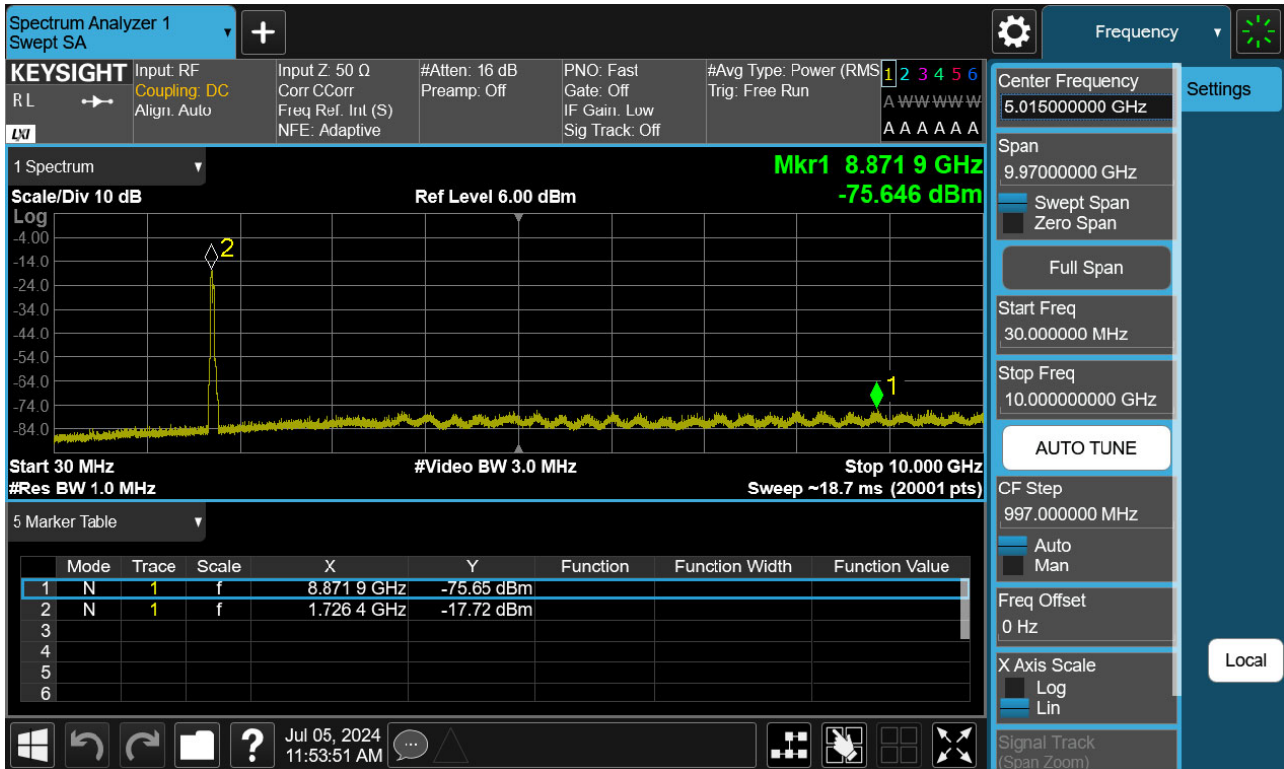 Spectrum Analyzer 1
Swept SA
+
Frequency
KEYSIGHT
R L
LXI
Input: RF
Coupling: DC
Align: Auto
Input Z: 50 Ω
Corr CCorr
Freq Ref: Int (S)
NFE: Adaptive
#Atten: 16 dB
Preamp: Off
PNO: Fast
Gate: Off
IF Gain: Low
Sig Track: Off
#Avg Type: Power (RMS
Trig: Free Run
1 2 3 4 5 6
A W W W W W
A A A A A A
1 Spectrum
Scale/Div 10 dB
Ref Level 6.00 dBm
Mkr1 8.871 9 GHz
-75.646 dBm
Log
-4.00
-14.0
-24.0
-34.0
-44.0
-54.0
-64.0
-74.0
-84.0
2
1
Start 30 MHz
#Video BW 3.0 MHz
Stop 10.000 GHz
#Res BW 1.0 MHz
Sweep ~18.7 ms (20001 pts)
5 Marker Table
Mode Trace Scale X Y Function Function Width Function Value
1 N 1 f 8.871 9 GHz -75.65 dBm
2 N 1 f 1.726 4 GHz -17.72 dBm
3
4
5
6
?
Jul 05, 2024
11:53:51 AM
Center Frequency
5.015000000 GHz
Settings
Span
9.97000000 GHz
Swept Span
Zero Span
Full Span
Start Freq
30.000000 MHz
Stop Freq
10.000000000 GHz
AUTO TUNE
CF Step
997.000000 MHz
Auto
Man
Freq Offset
0 Hz
X Axis Scale
Log
Lin
Local
Signal Track
(Span Zoom)